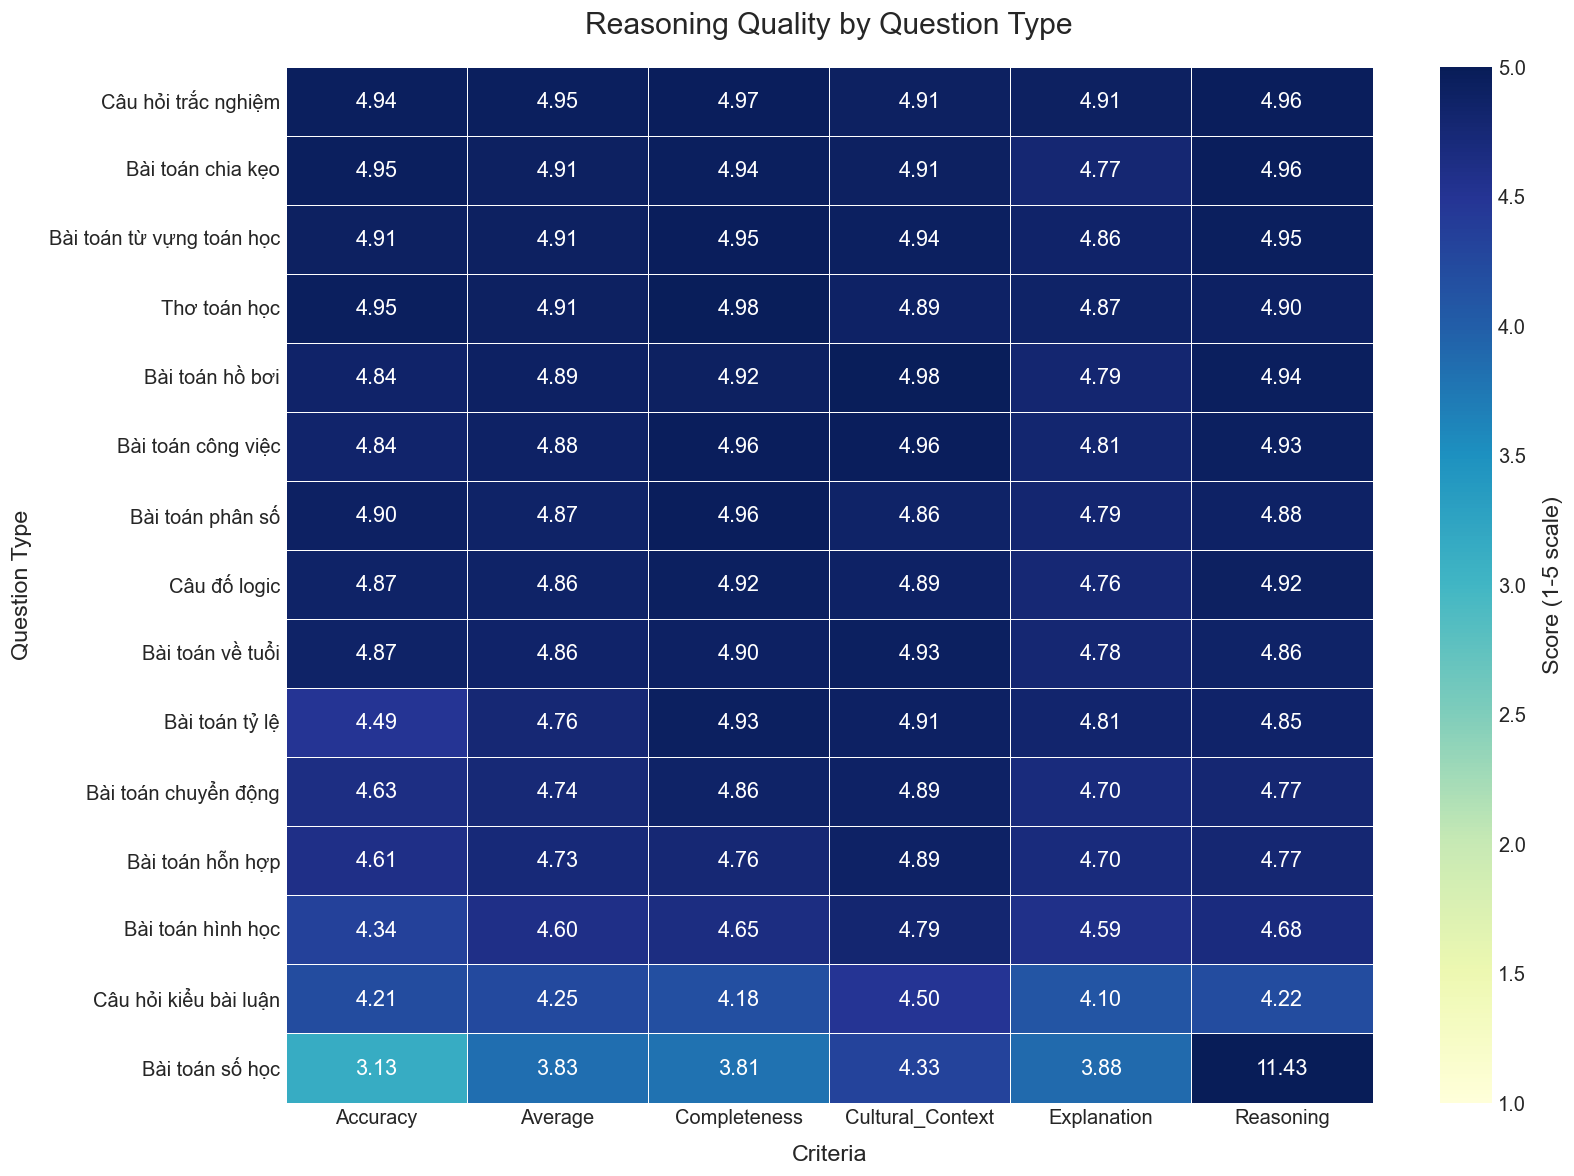 Reasoning Quality by Question Type
Câu hỏi trắc nghiệm 4.94 4.95 4.97 4.91 4.91 4.96
Bài toán chia kẹo 4.95 4.91 4.94 4.91 4.77 4.96
Bài toán từ vựng toán học 4.91 4.91 4.95 4.94 4.86 4.95
Thơ toán học 4.95 4.91 4.98 4.89 4.87 4.90
Bài toán hồ bơi 4.84 4.89 4.92 4.98 4.79 4.94
Bài toán công việc 4.84 4.88 4.96 4.96 4.81 4.93
Bài toán phân số 4.90 4.87 4.96 4.86 4.79 4.88
Câu đố logic 4.87 4.86 4.92 4.89 4.76 4.92
Bài toán về tuổi 4.87 4.86 4.90 4.93 4.78 4.86
Bài toán tỷ lệ 4.49 4.76 4.93 4.91 4.81 4.85
Bài toán chuyển động 4.63 4.74 4.86 4.89 4.70 4.77
Bài toán hỗn hợp 4.61 4.73 4.76 4.89 4.70 4.77
Bài toán hình học 4.34 4.60 4.65 4.79 4.59 4.68
Câu hỏi kiểu bài luận 4.21 4.25 4.18 4.50 4.10 4.22
Bài toán số học 3.13 3.83 3.81 4.33 3.88 11.43
Accuracy Average Completeness Cultural_Context Explanation Reasoning
Criteria
Question Type
5.0
4.5
4.0
3.5
3.0
2.5
2.0
1.5
1.0
Score (1-5 scale)